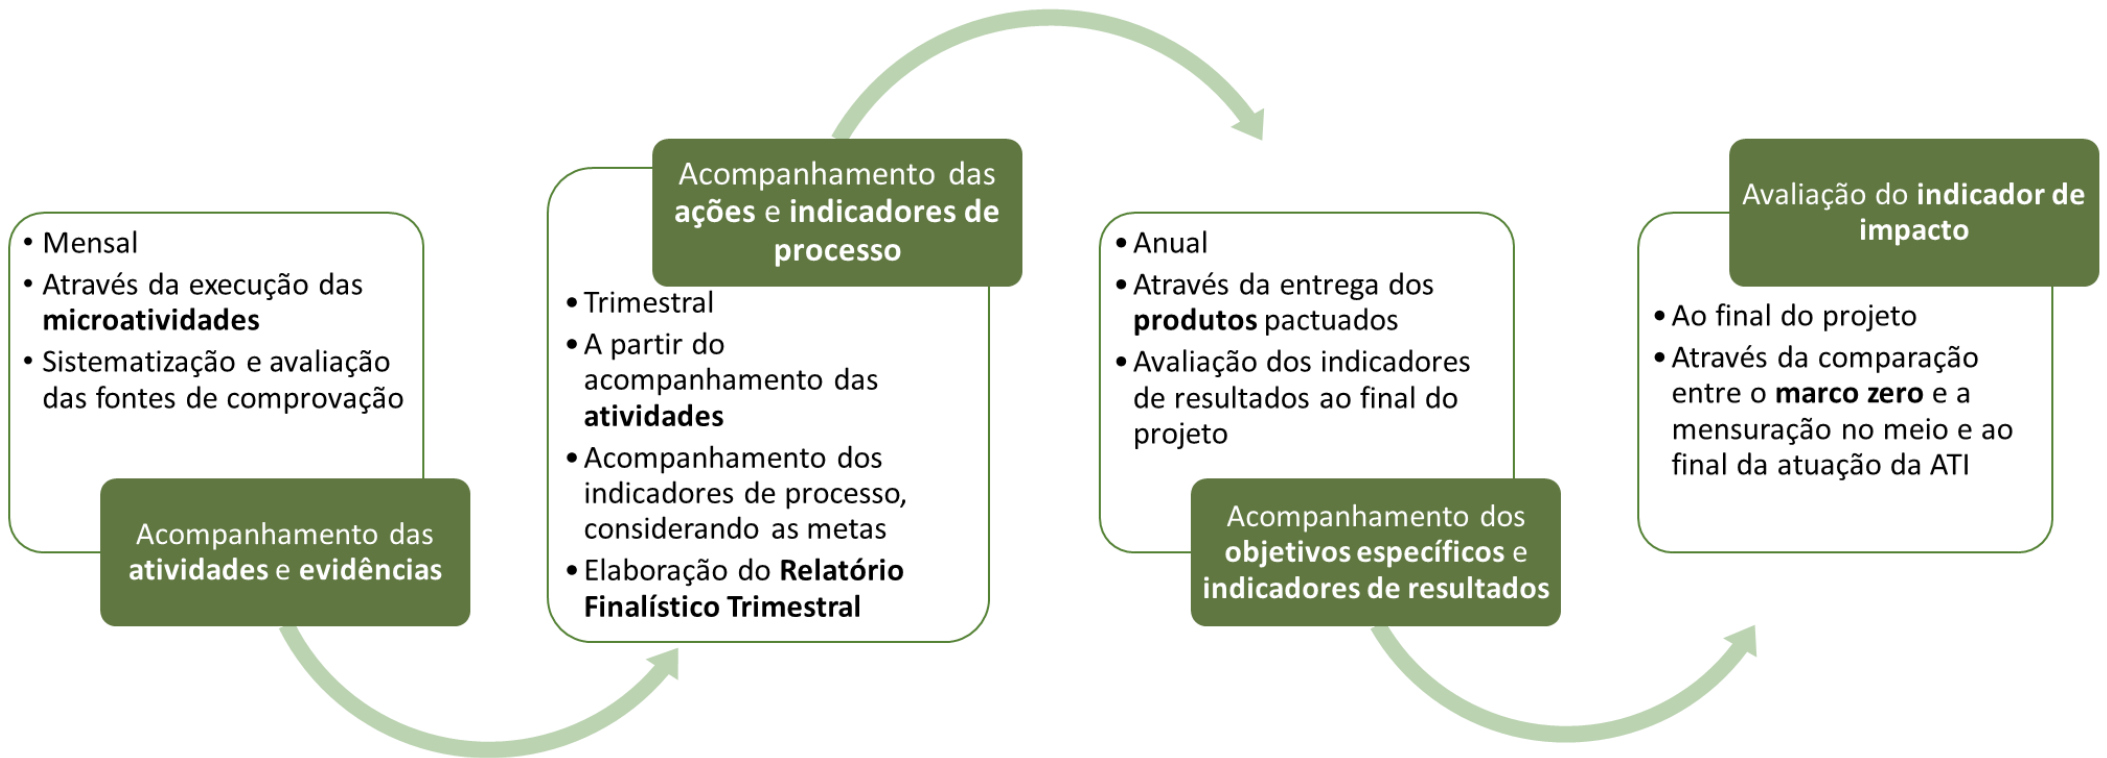 • Mensal
• Através da execução das
microatividades
• Sistematização e avaliação
das fontes de comprovação
Acompanhamento das
atividades e evidências
Acompanhamento das
ações e indicadores de
processo
• Trimestral
• A partir do
acompanhamento das
atividades
• Acompanhamento dos
indicadores de processo,
considerando as metas
• Elaboração do Relatório
Finalístico Trimestral
• Anual
• Através da entrega dos
produtos pactuados
• Avaliação dos indicadores
de resultados ao final do
projeto
Acompanhamento dos
objetivos específicos e
indicadores de resultados
Avaliação do indicador de
impacto
• Ao final do projeto
• Através da comparação
entre o marco zero e a
mensuração no meio e ao
final da atuação da ATI